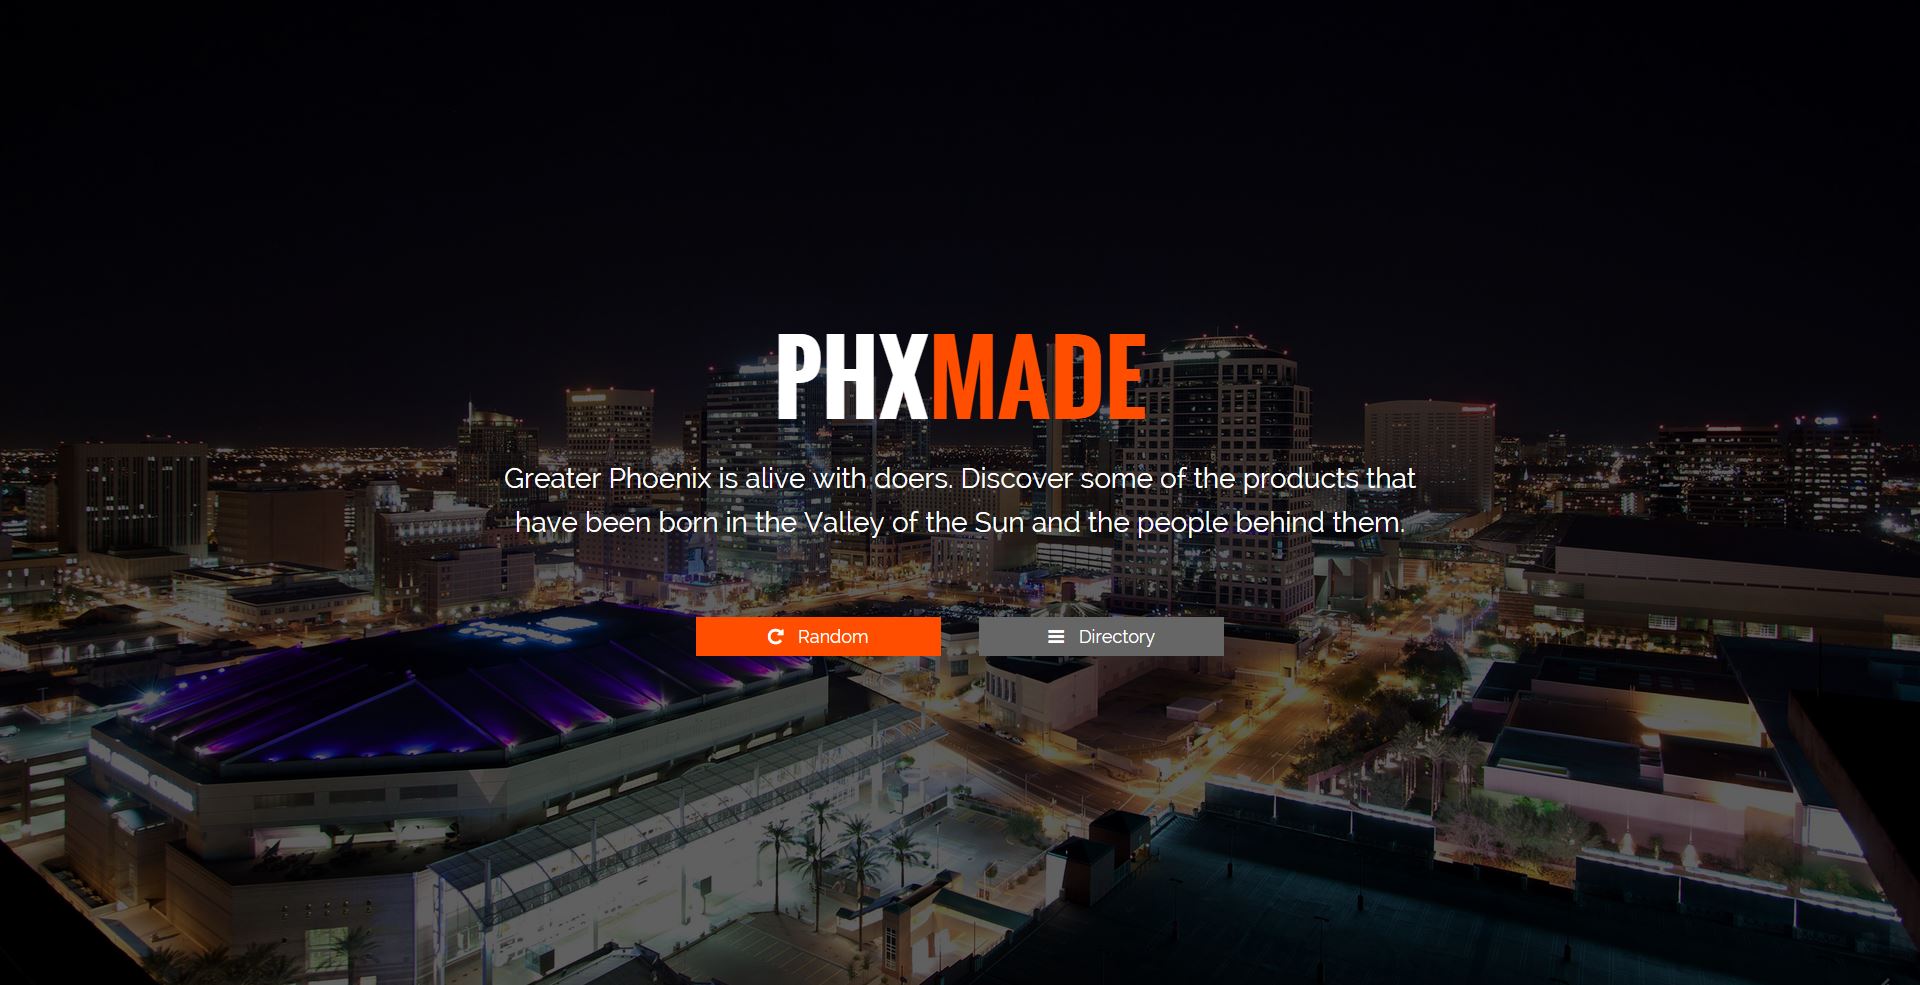 PHXMADE
Greater Phoenix is alive with doers. Discover some of the products that
have been born in the Valley of the Sun and the people behind them.
Random
Directory